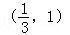 (1/3, 1)